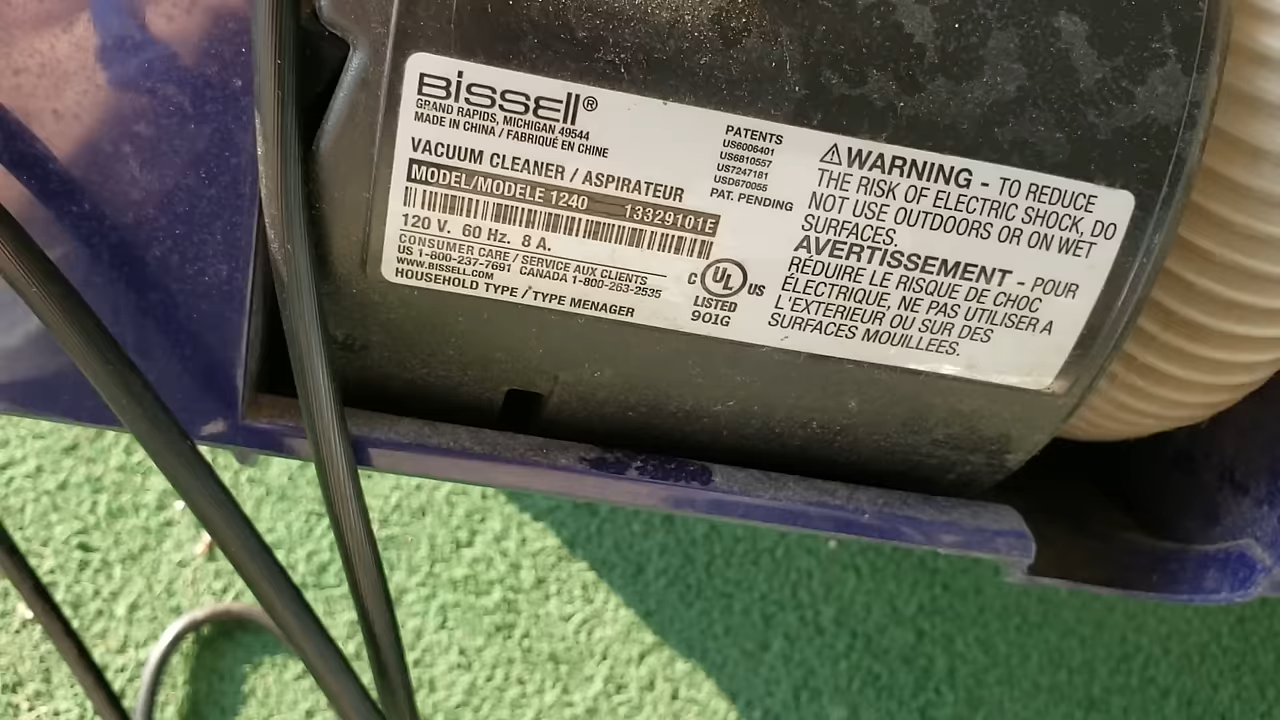 BISSELL®
GRAND RAPIDS, MICHIGAN 49544
MADE IN CHINA / FABRIQUÉ EN CHINE
VACUUM CLEANER / ASPIRATEUR
MODEL/MODELE 1240 13329101E
120 V. 60 Hz. 8 A.
CONSUMER CARE / SERVICE AUX CLIENTS
US 1-800-237-7691 CANADA 1-800-263-2535
WWW.BISSELL.COM
HOUSEHOLD TYPE / TYPE MENAGER
PATENTS
US6006401
US6810557
US7247181
USD670055
PAT. PENDING
C UL US
LISTED
90IG
⚠WARNING - TO REDUCE
THE RISK OF ELECTRIC SHOCK, DO
NOT USE OUTDOORS OR ON WET
SURFACES.
AVERTISSEMENT - POUR
RÉDUIRE LE RISQUE DE CHOC
ÉLECTRIQUE, NE PAS UTILISER A
L'EXTERIEUR OU SUR DES
SURFACES MOUILLEES.